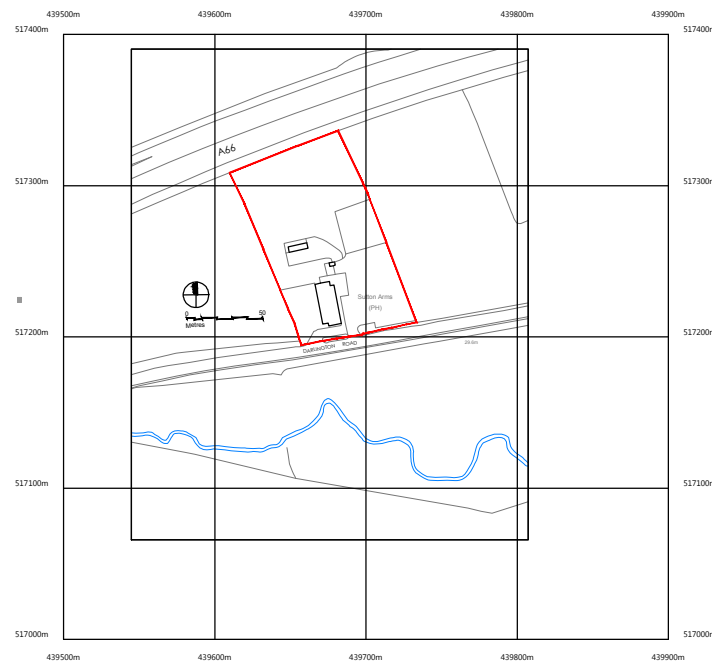 439500m 439600m 439700m 439800m 439900m
517400m 517400m
A66
517300m 517300m
Sutton Arms
(PH)
0 50
Metres
517200m 517200m
DARLINGTON ROAD
517100m 517100m
517000m 517000m
439500m 439600m 439700m 439800m 439900m